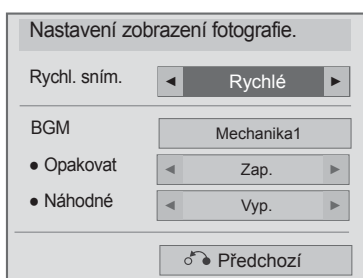 Nastavení zobrazení fotografie.
Rychl. sním. ◄ Rychlé ►
BGM Mechanika1
● Opakovat ◄ Zap. ►
● Náhodné ◄ Vyp. ►
Předchozí